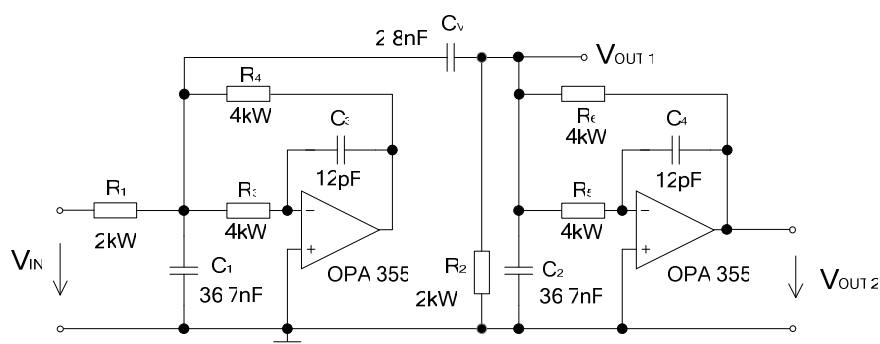 Cv
2 8nF
VOUT 1
R4
4kW
R6
4kW
C3
12pF
C4
12pF
R1
2kW
R3
4kW
R5
4kW
VIN
C1
36 7nF
OPA 355
R2
2kW
C2
36 7nF
OPA 355
VOUT 2
− + − +